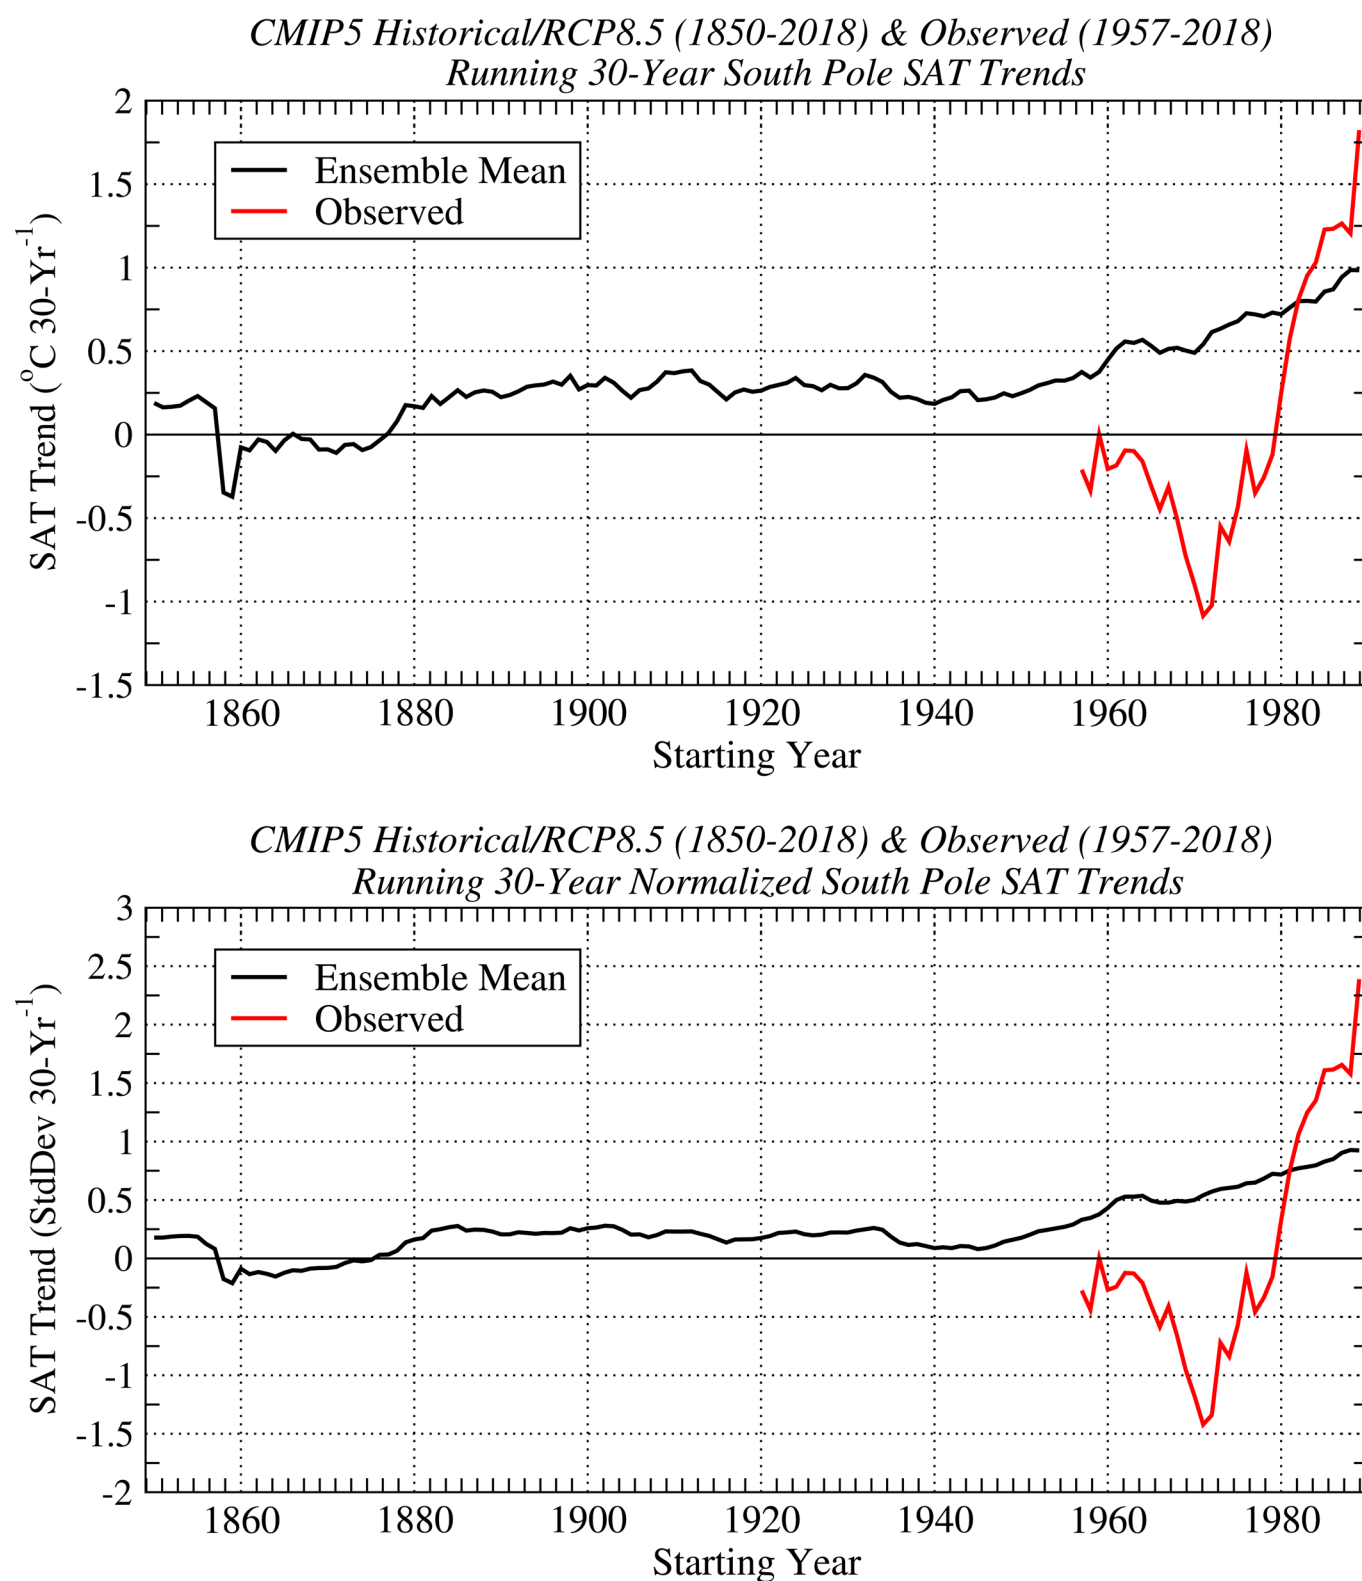 CMIP5 Historical/RCP8.5 (1850-2018) & Observed (1957-2018)
Running 30-Year South Pole SAT Trends
2
1.5
1
0.5
0
-0.5
-1
-1.5
SAT Trend (°C 30-Yr⁻¹)
Ensemble Mean
Observed
1860 1880 1900 1920 1940 1960 1980
Starting Year
CMIP5 Historical/RCP8.5 (1850-2018) & Observed (1957-2018)
Running 30-Year Normalized South Pole SAT Trends
3
2.5
2
1.5
1
0.5
0
-0.5
-1
-1.5
-2
SAT Trend (StdDev 30-Yr⁻¹)
Ensemble Mean
Observed
1860 1880 1900 1920 1940 1960 1980
Starting Year